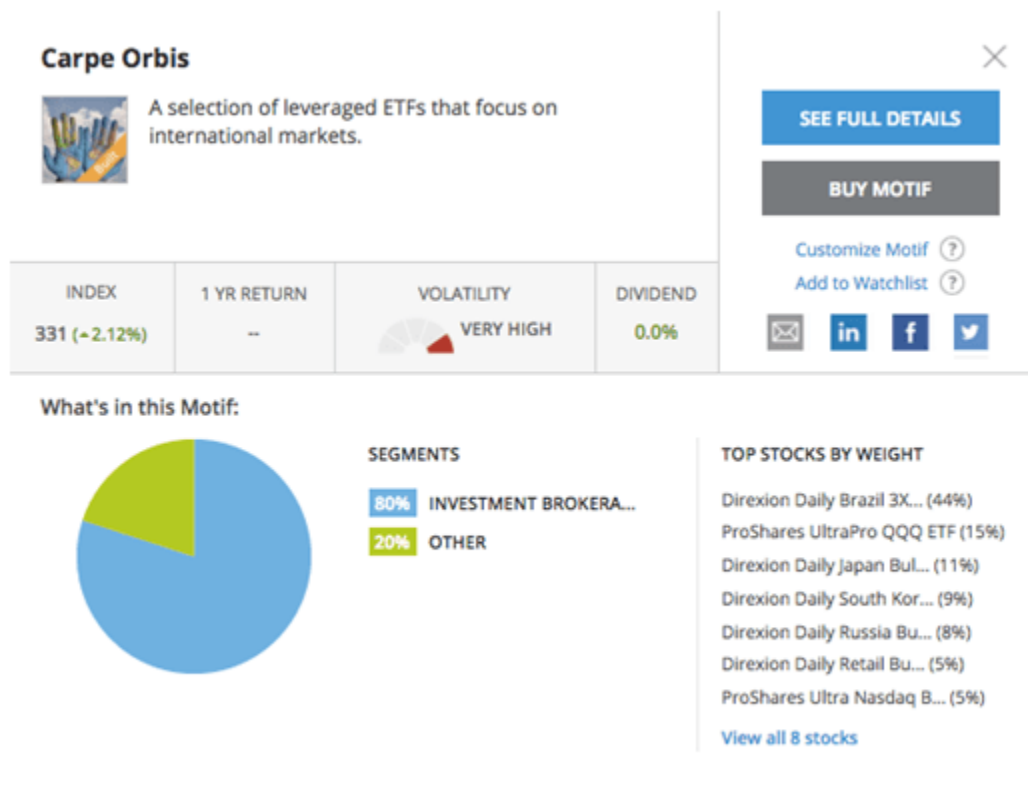 Carpe Orbis
A selection of leveraged ETFs that focus on
international markets.
Built
SEE FULL DETAILS
BUY MOTIF
Customize Motif ?
Add to Watchlist ?
in f
INDEX
331 (▲2.12%)
1 YR RETURN
--
VOLATILITY
VERY HIGH
DIVIDEND
0.0%
What's in this Motif:
SEGMENTS
80% INVESTMENT BROKERA...
20% OTHER
TOP STOCKS BY WEIGHT
Direxion Daily Brazil 3X... (44%)
ProShares UltraPro QQQ ETF (15%)
Direxion Daily Japan Bul... (11%)
Direxion Daily South Kor... (9%)
Direxion Daily Russia Bu... (8%)
Direxion Daily Retail Bu... (5%)
ProShares Ultra Nasdaq B... (5%)
View all 8 stocks